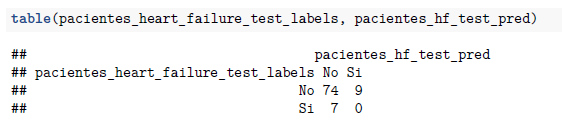 table(pacientes_heart_failure_test_labels, pacientes_hf_test_pred)
## pacientes_hf_test_pred
## pacientes_heart_failure_test_labels No Si
## No 74 9
## Si 7 0